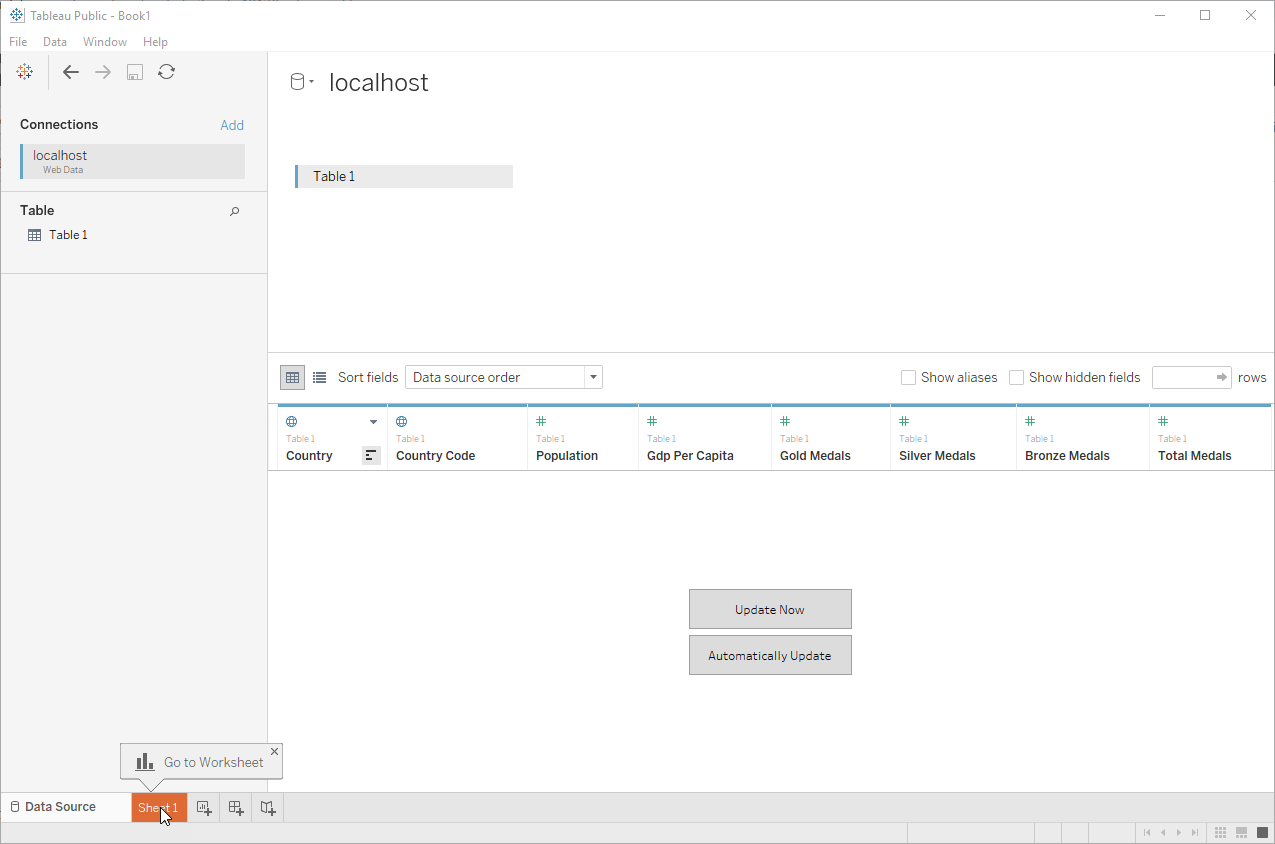 Tableau Public - Book1
File Data Window Help
localhost
Connections Add
localhost
Web Data
Table 1
Table
Table 1
Sort fields Data source order Show aliases Show hidden fields rows
Table 1 Table 1 Table 1 Table 1 Table 1 Table 1 Table 1 Table 1
Country Country Code Population Gdp Per Capita Gold Medals Silver Medals Bronze Medals Total Medals
Update Now
Automatically Update
Go to Worksheet
Data Source Sheet 1